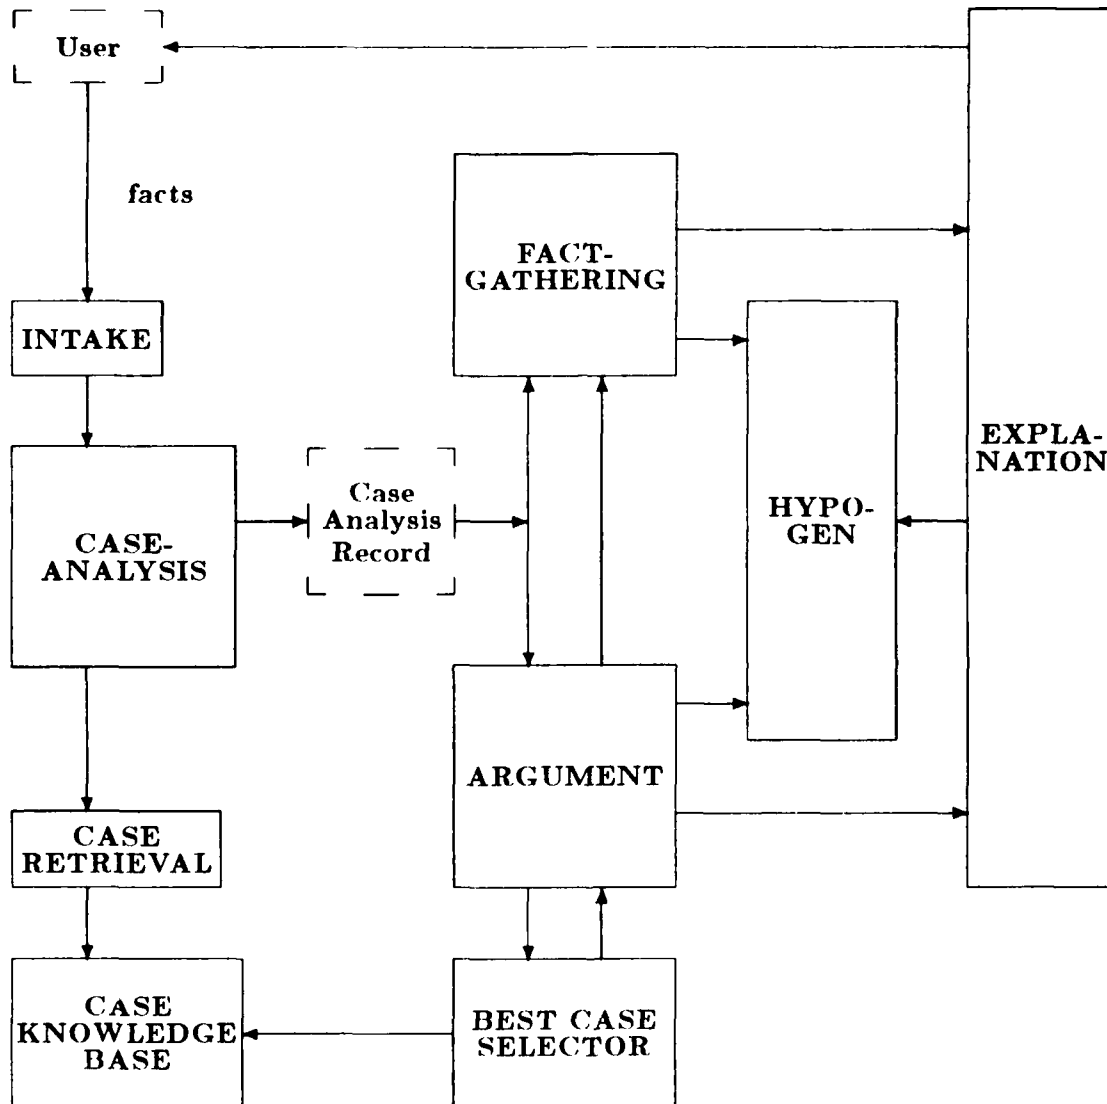 User
facts
INTAKE
FACT-
GATHERING
CASE-
ANALYSIS
Case
Analysis
Record
HYPO-
GEN
EXPLA-
NATION
ARGUMENT
CASE
RETRIEVAL
CASE
KNOWLEDGE
BASE
BEST CASE
SELECTOR